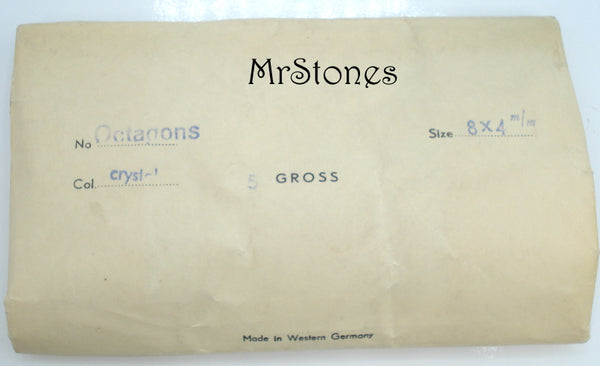 MrStones
No Octagons
Size 8X4 m/m
Col. crystal
5 GROSS
Made in Western Germany